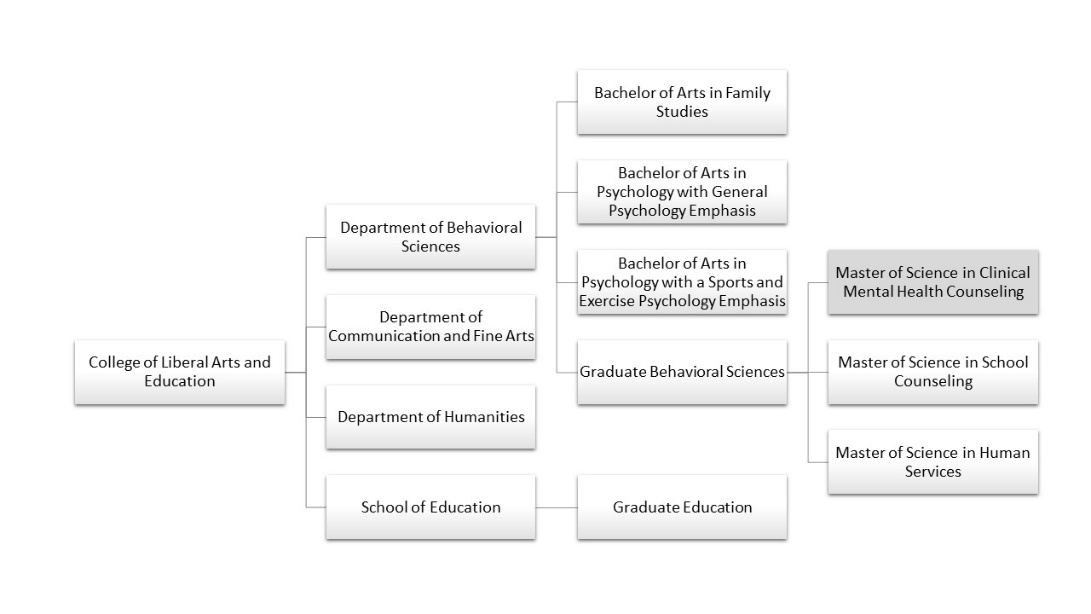 Bachelor of Arts in Family
Studies
Bachelor of Arts in
Psychology with General
Psychology Emphasis
Department of Behavioral
Sciences
Bachelor of Arts in
Psychology with a Sports and
Exercise Psychology Emphasis
Master of Science in Clinical
Mental Health Counseling
Department of
Communication and Fine Arts
College of Liberal Arts and
Education
Graduate Behavioral Sciences
Master of Science in School
Counseling
Department of Humanities
Master of Science in Human
Services
School of Education
Graduate Education